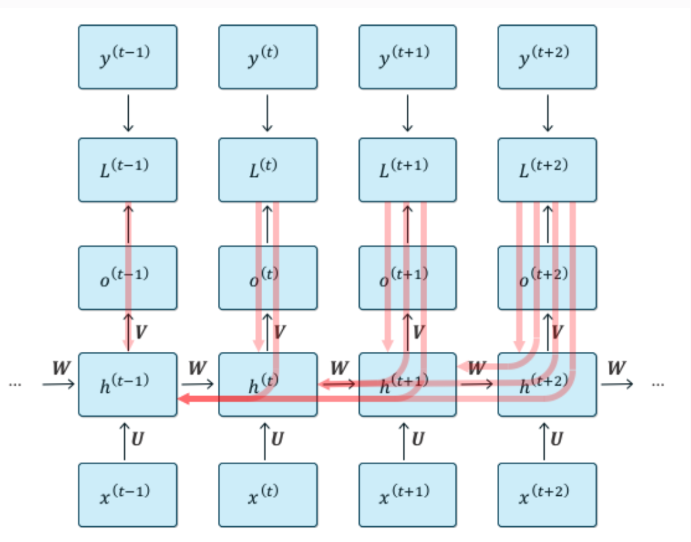 y(t−1) y(t) y(t+1) y(t+2)
L(t−1) L(t) L(t+1) L(t+2)
o(t−1) o(t) o(t+1) o(t+2)
V V V V
W W W W W
... h(t−1) h(t) h(t+1) h(t+2) ...
U U U U
x(t−1) x(t) x(t+1) x(t+2)